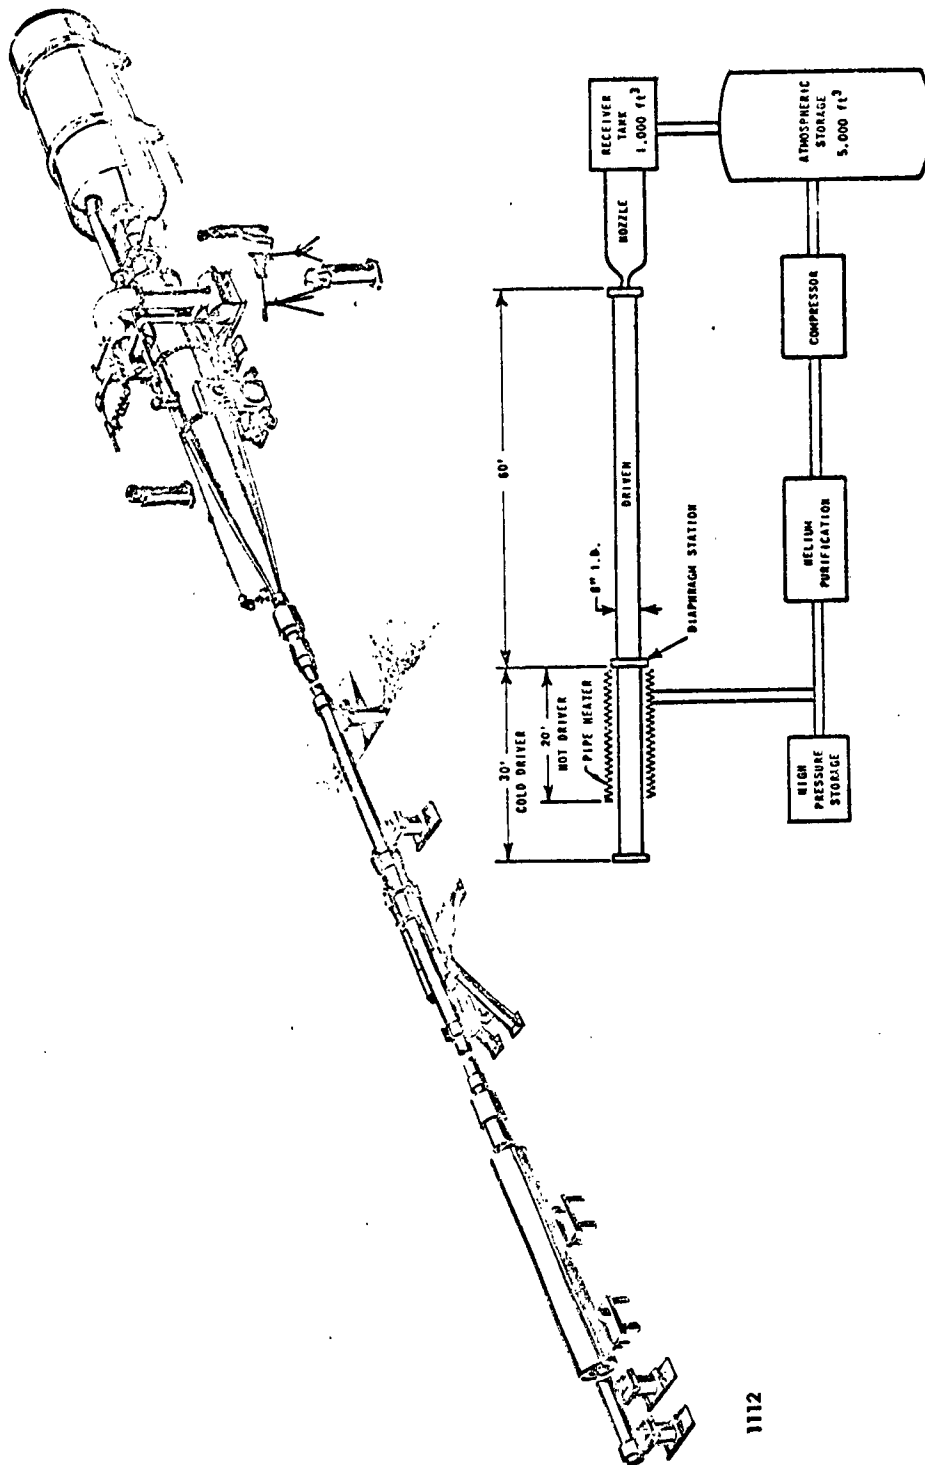 RECEIVER
TANK
1,000 ft³
NOZZLE
ATMOSPHERIC
STORAGE
5,000 ft³
60'
DRIVEN
8" I.D.
DIAPHRAGM STATION
COMPRESSOR
30'
COLD DRIVER
20'
HOT DRIVER
PIPE HEATER
HELIUM
PURIFICATION
HIGH
PRESSURE
STORAGE
1112